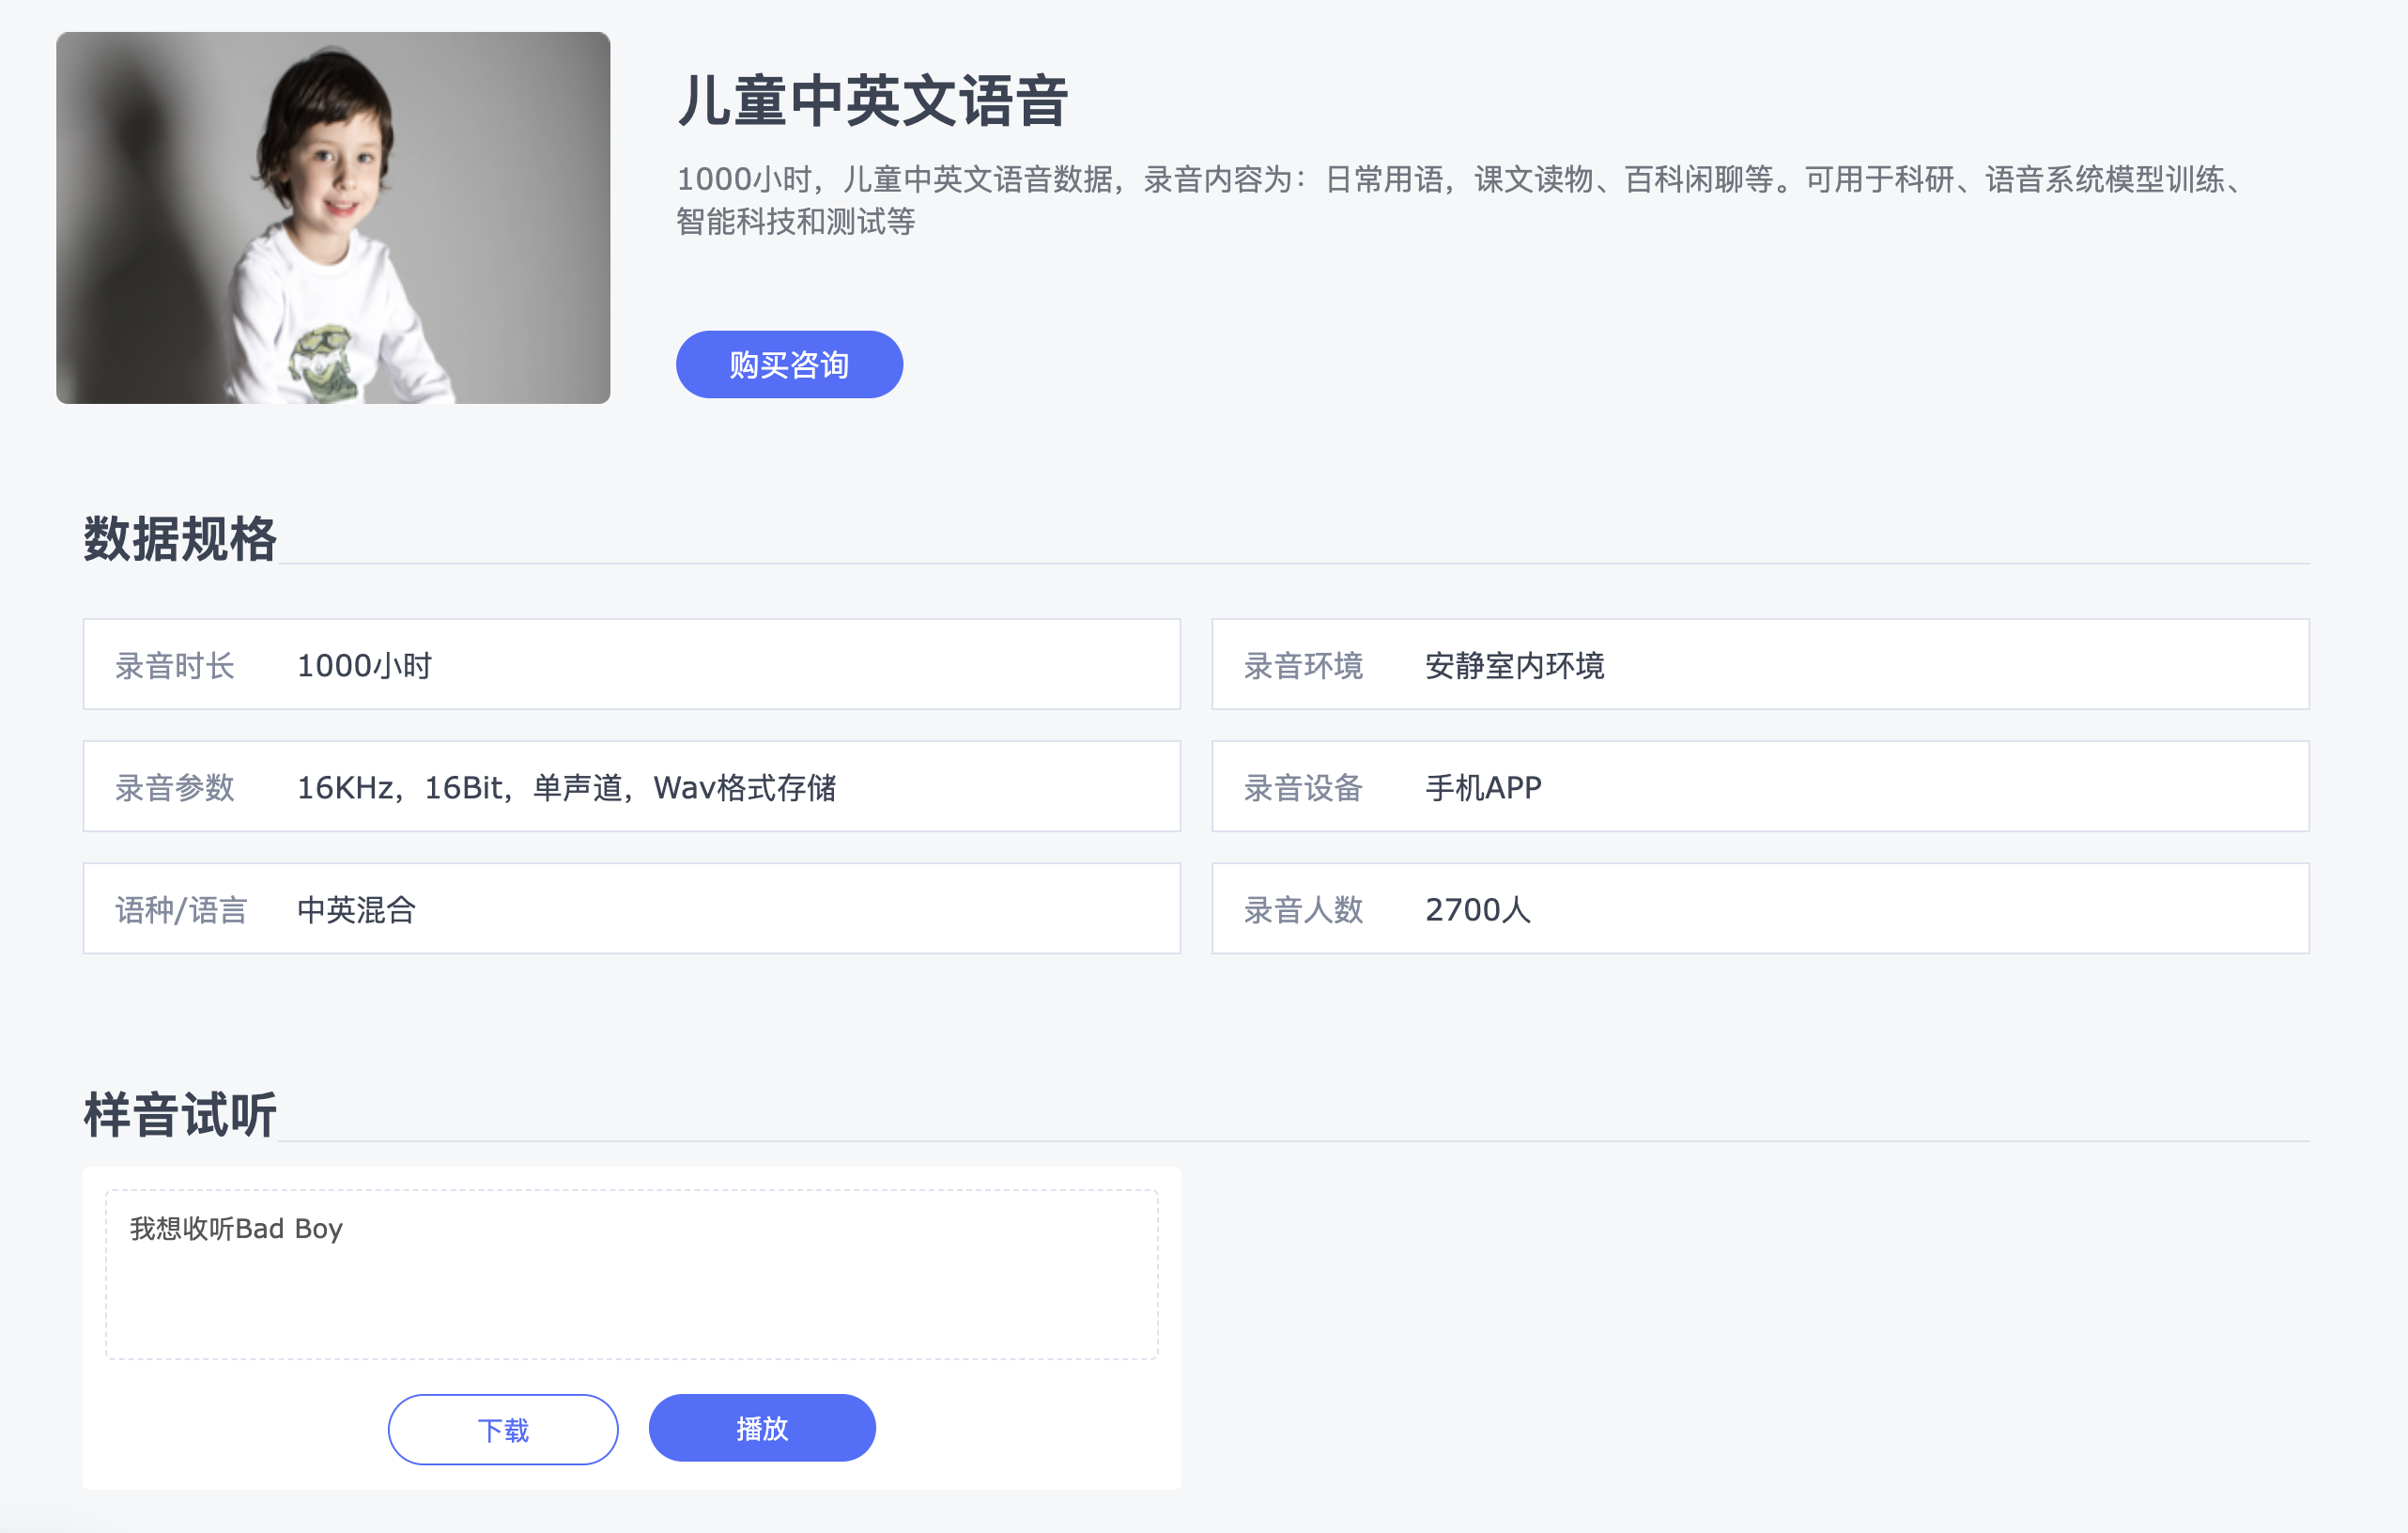 儿童中英文语音
1000小时，儿童中英文语音数据，录音内容为：日常用语，课文读物、百科闲聊等。可用于科研、语音系统模型训练、
智能科技和测试等
购买咨询
数据规格
录音时长 1000小时
录音环境 安静室内环境
录音参数 16KHz，16Bit，单声道，Wav格式存储
录音设备 手机APP
语种/语言 中英混合
录音人数 2700人
样音试听
我想收听Bad Boy
下载 播放